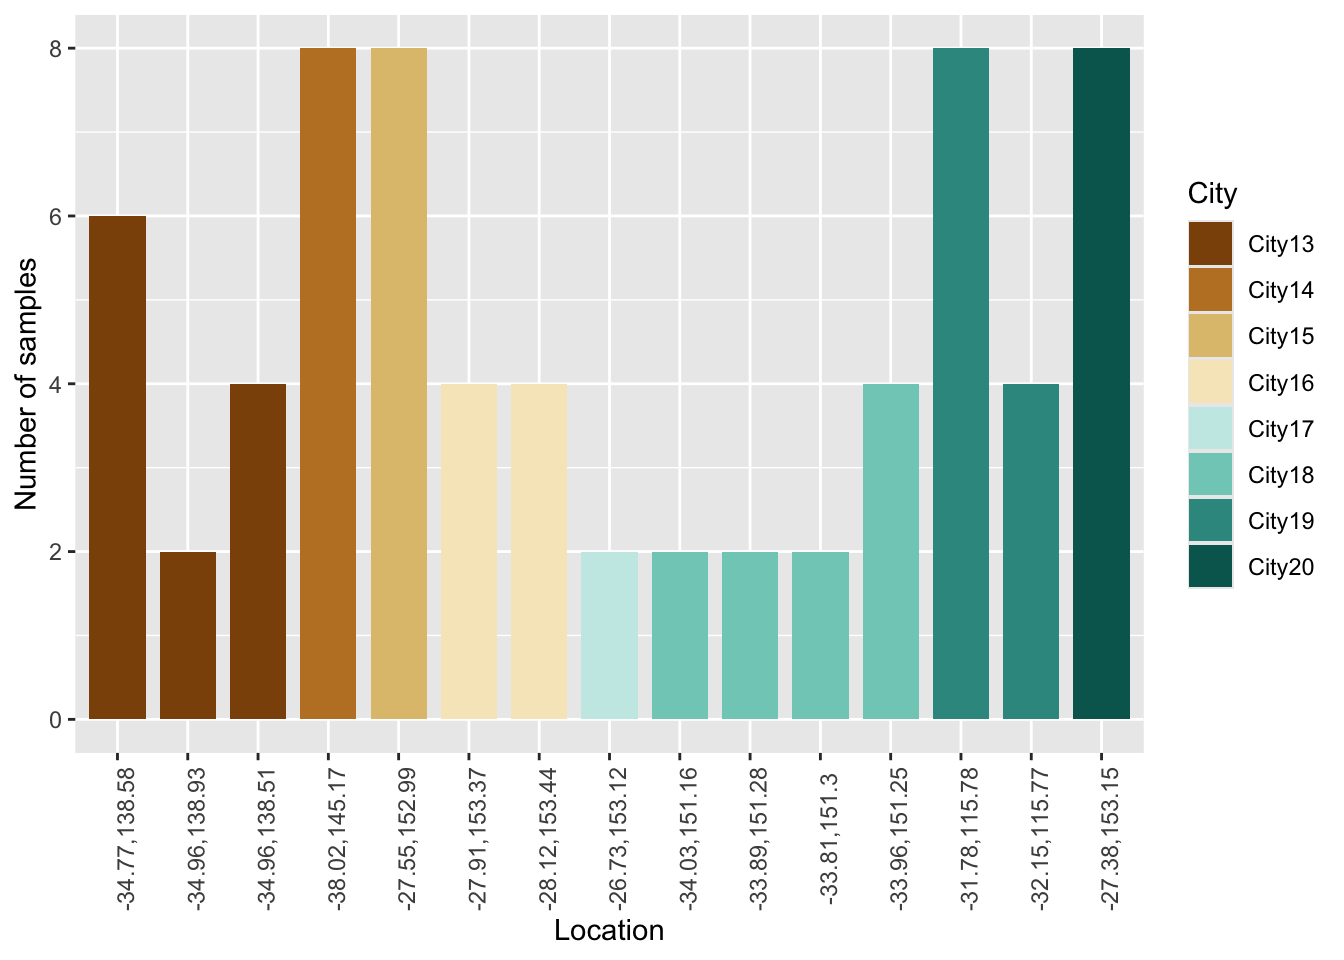 8
6
4
2
0
Number of samples
-34.77,138.58
-34.96,138.93
-34.96,138.51
-38.02,145.17
-27.55,152.99
-27.91,153.37
-28.12,153.44
-26.73,153.12
-34.03,151.16
-33.89,151.28
-33.81,151.3
-33.96,151.25
-31.78,115.78
-32.15,115.77
-27.38,153.15
Location
City
City13
City14
City15
City16
City17
City18
City19
City20